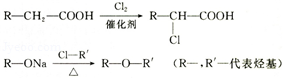 R—CH₂—COOH Cl₂ 催化剂 R—CH—COOH
Cl
R—ONa Cl—R′ △ R—O—R′ (R—,R′—代表烃基)